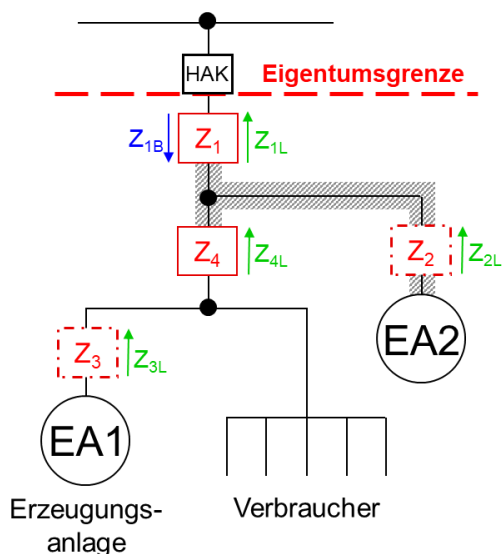 HAK
Eigentumsgrenze
Z1B
Z1
Z1L
Z4
Z4L
Z2
Z2L
Z3
Z3L
EA2
EA1
Erzeugungs-
anlage
Verbraucher